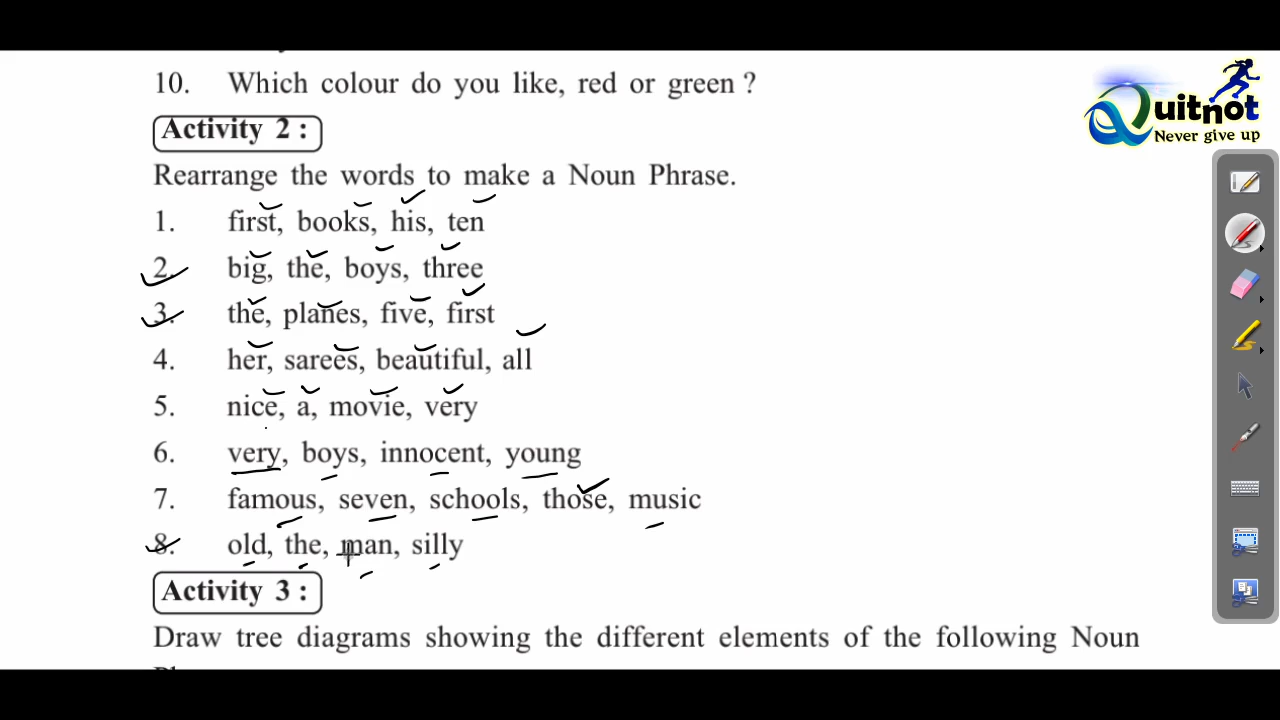 10. Which colour do you like, red or green ?
Quitnot
Never give up
Activity 2 :
Rearrange the words to make a Noun Phrase.
1. first, books, his, ten
2. big, the, boys, three
3. the, planes, five, first
4. her, sarees, beautiful, all
5. nice, a, movie, very
6. very, boys, innocent, young
7. famous, seven, schools, those, music
8. old, the, man, silly
Activity 3 :
Draw tree diagrams showing the different elements of the following Noun